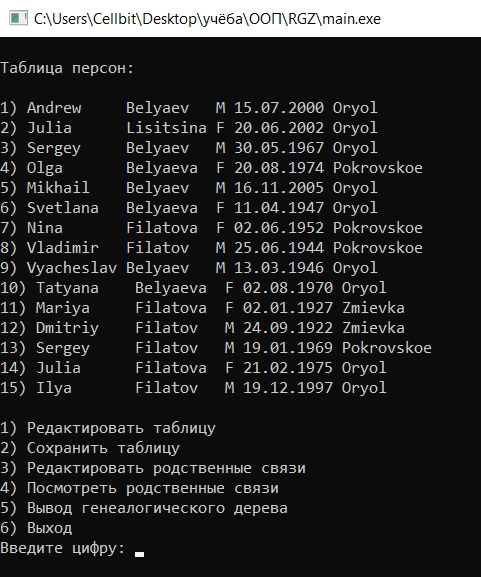 C:\Users\Cellbit\Desktop\учёба\ООП\RGZ\main.exe
Таблица персон:
1) Andrew     Belyaev   M 15.07.2000 Oryol
2) Julia      Lisitsina F 20.06.2002 Oryol
3) Sergey     Belyaev   M 30.05.1967 Oryol
4) Olga       Belyaeva  F 20.08.1974 Pokrovskoe
5) Mikhail    Belyaev   M 16.11.2005 Oryol
6) Svetlana   Belyaeva  F 11.04.1947 Oryol
7) Nina       Filatova  F 02.06.1952 Pokrovskoe
8) Vladimir   Filatov   M 25.06.1944 Pokrovskoe
9) Vyacheslav Belyaev   M 13.03.1946 Oryol
10) Tatyana    Belyaeva  F 02.08.1970 Oryol
11) Mariya     Filatova  F 02.01.1927 Zmievka
12) Dmitriy    Filatov   M 24.09.1922 Zmievka
13) Sergey     Filatov   M 19.01.1969 Pokrovskoe
14) Julia      Filatova  F 21.02.1975 Oryol
15) Ilya       Filatov   M 19.12.1997 Oryol
1) Редактировать таблицу
2) Сохранить таблицу
3) Редактировать родственные связи
4) Посмотреть родственные связи
5) Вывод генеалогического дерева
6) Выход
Введите цифру: